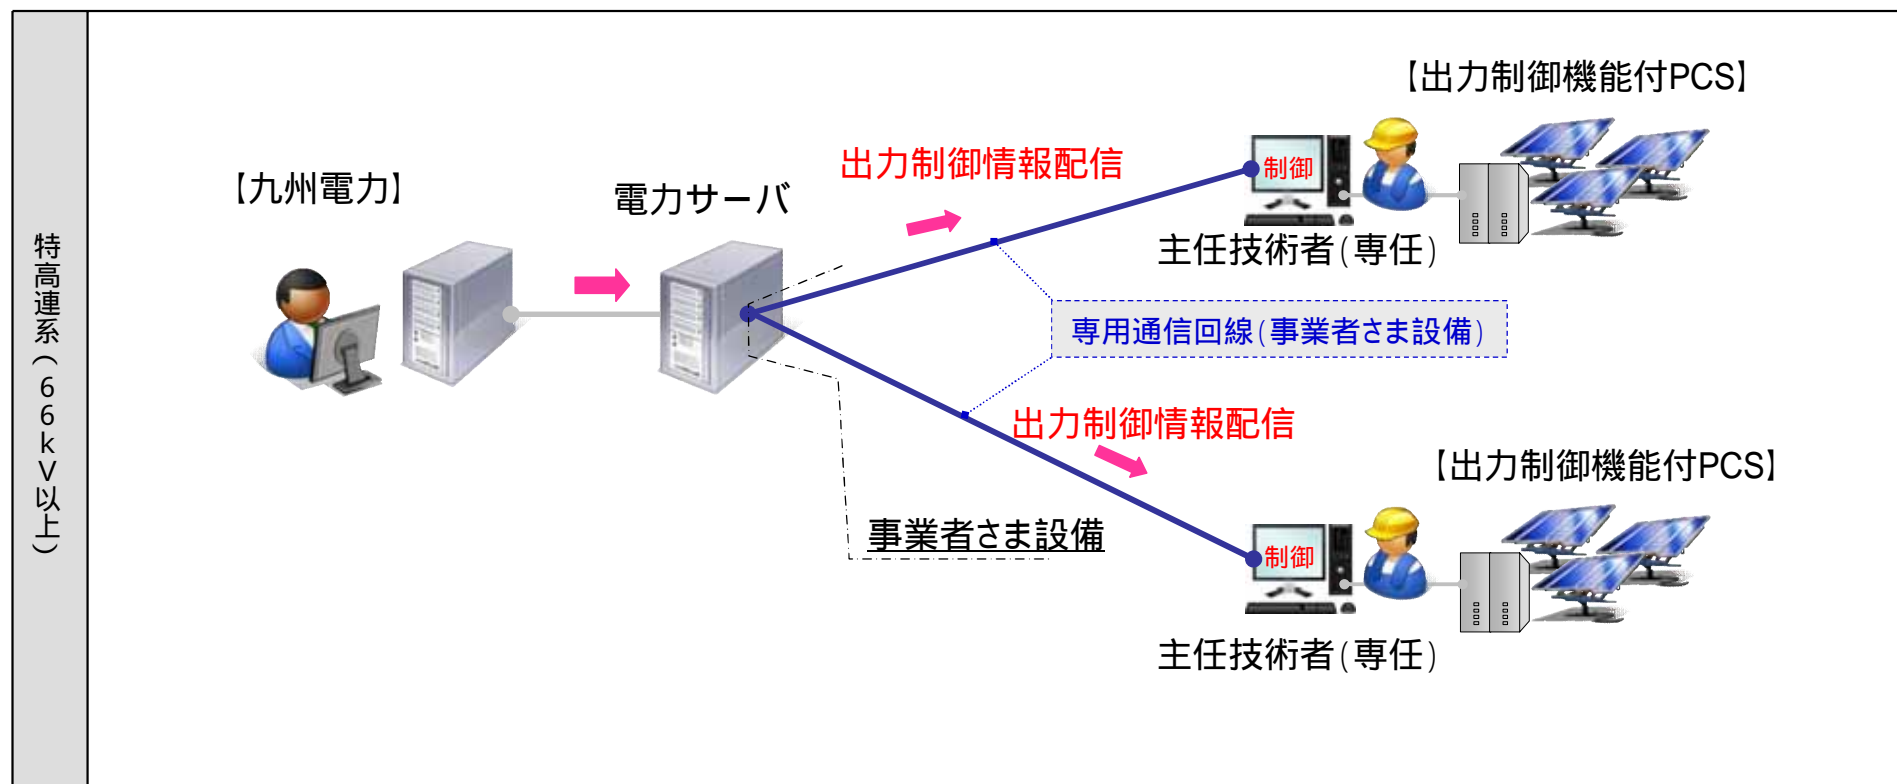 特高連系(66kV以上)
【出力制御機能付PCS】
出力制御情報配信
制御
【九州電力】
電力サーバ
主任技術者(専任)
専用通信回線(事業者さま設備)
出力制御情報配信
【出力制御機能付PCS】
事業者さま設備
制御
主任技術者(専任)